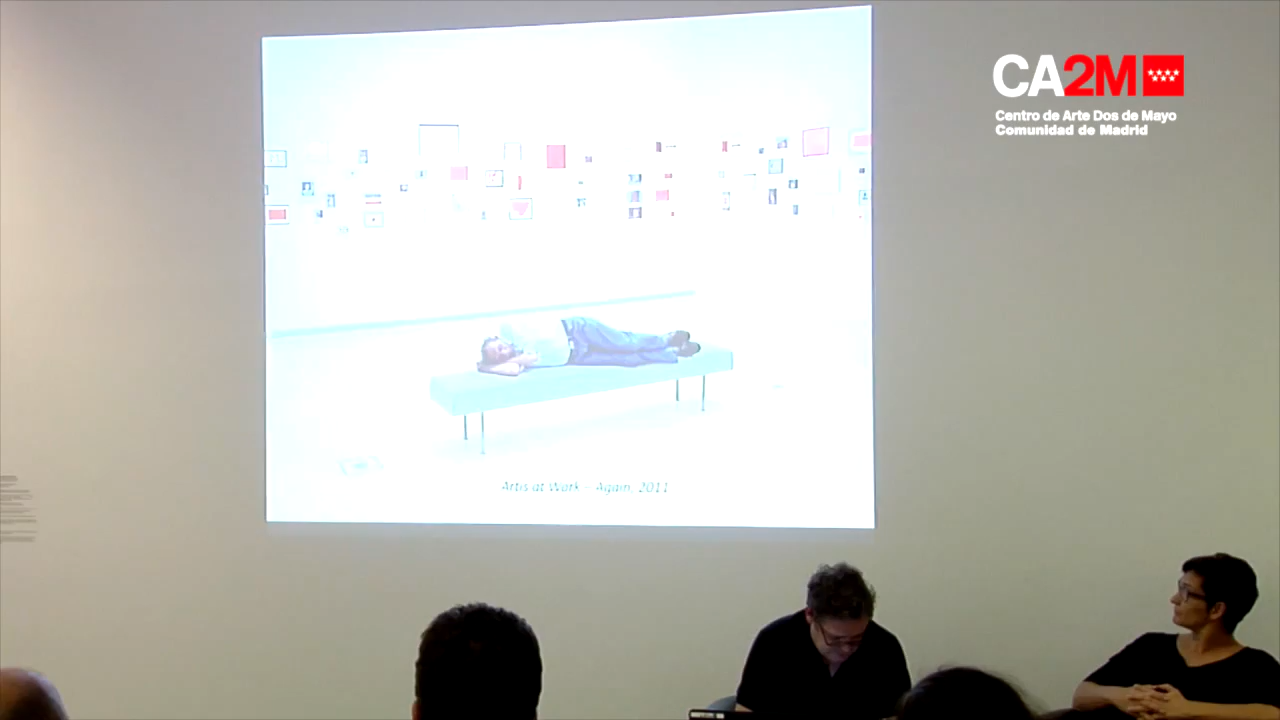 CA2M
Centro de Arte Dos de Mayo
Comunidad de Madrid
Artis at Work – Again, 2011